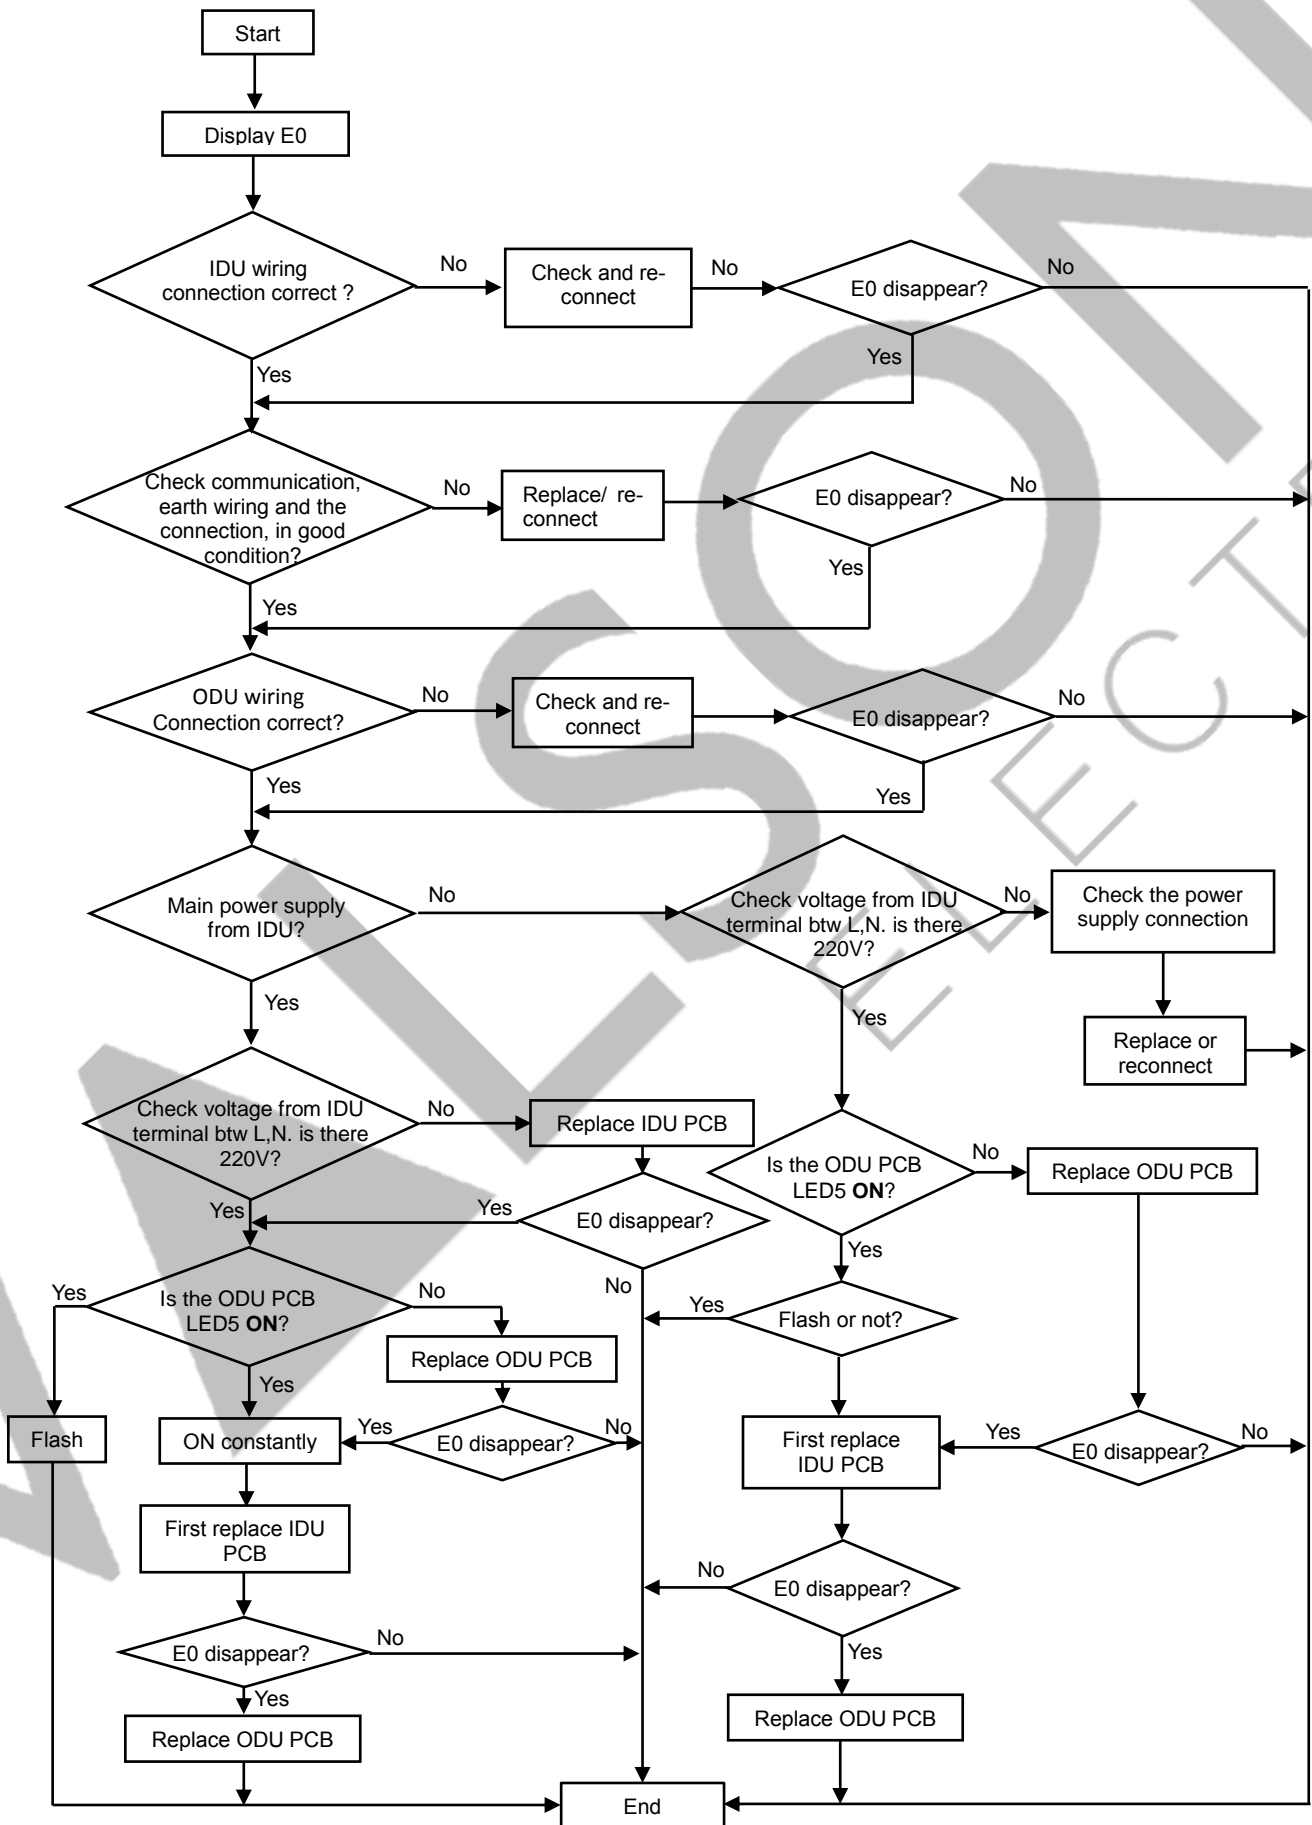 Start
Display E0
IDU wiring
connection correct ?
No
Check and re-
connect
No
E0 disappear?
No
Yes
Yes
Check communication,
earth wiring and the
connection, in good
condition?
No
Replace/ re-
connect
E0 disappear?
No
Yes
Yes
ODU wiring
Connection correct?
No
Check and re-
connect
E0 disappear?
No
Yes
Yes
Main power supply
from IDU?
No
Check voltage from IDU
terminal btw L,N. is there
220V?
No
Check the power
supply connection
Yes
Yes
Replace or
reconnect
Check voltage from IDU
terminal btw L,N. is there
220V?
No
Replace IDU PCB
Is the ODU PCB
LED5 ON?
No
Replace ODU PCB
Yes
Yes
E0 disappear?
Yes
No
Yes
Is the ODU PCB
LED5 ON?
No
Yes
Flash or not?
Replace ODU PCB
Yes
Flash
ON constantly
Yes
E0 disappear?
No
First replace
IDU PCB
Yes
E0 disappear?
No
First replace IDU
PCB
No
E0 disappear?
E0 disappear?
No
Yes
Yes
Replace ODU PCB
Replace ODU PCB
End